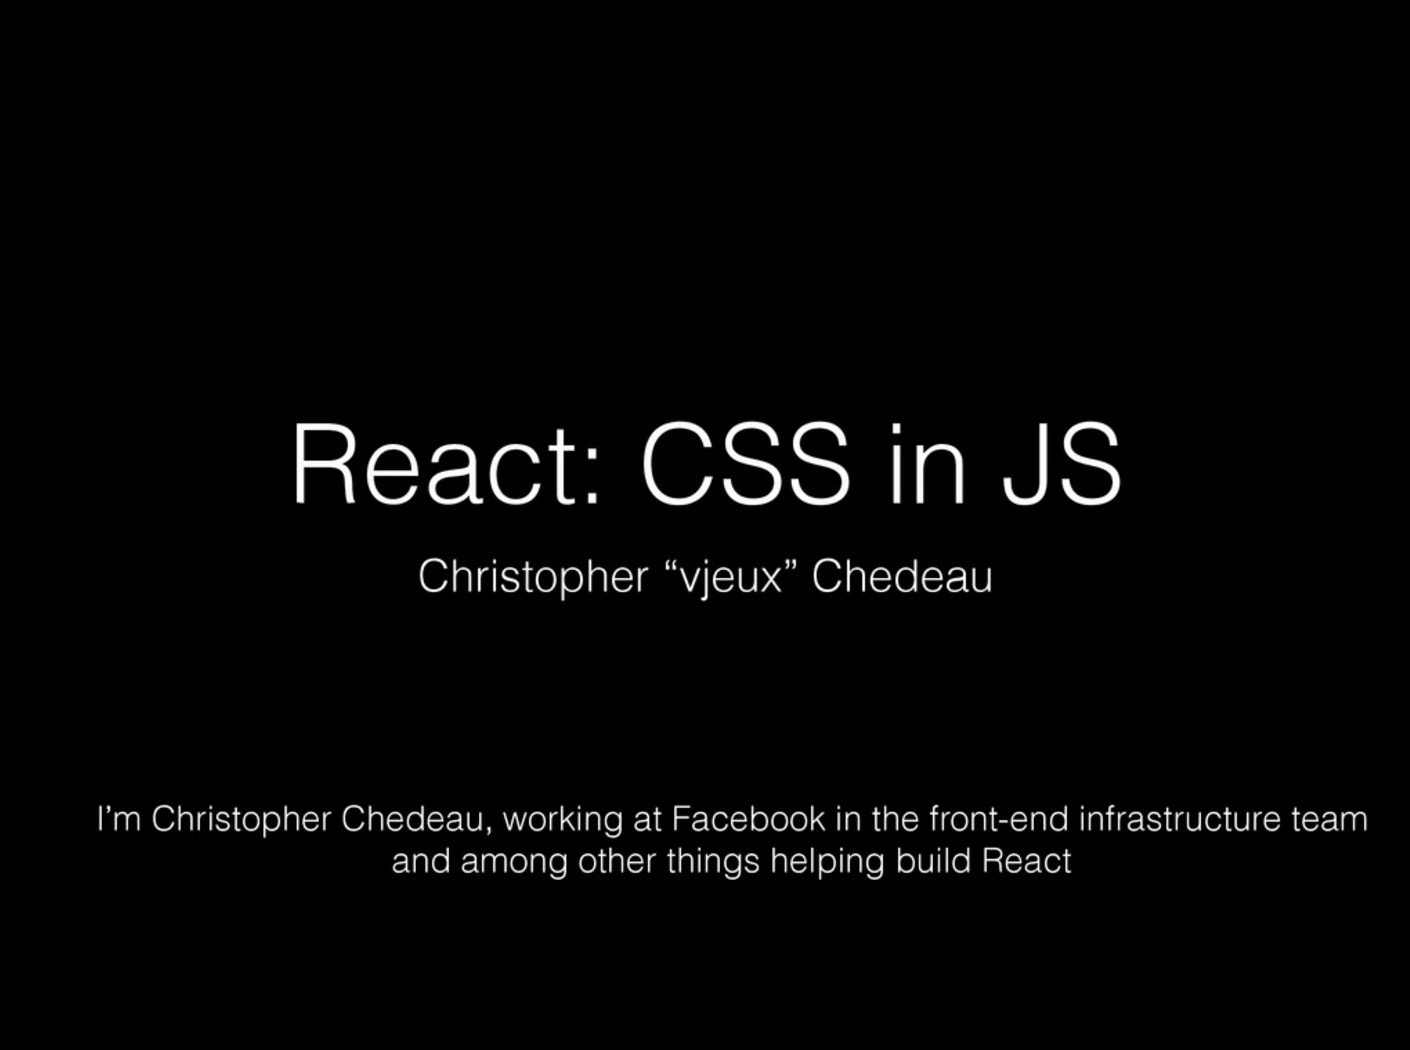 React: CSS in JS
Christopher “vjeux” Chedeau
I’m Christopher Chedeau, working at Facebook in the front-end infrastructure team
and among other things helping build React